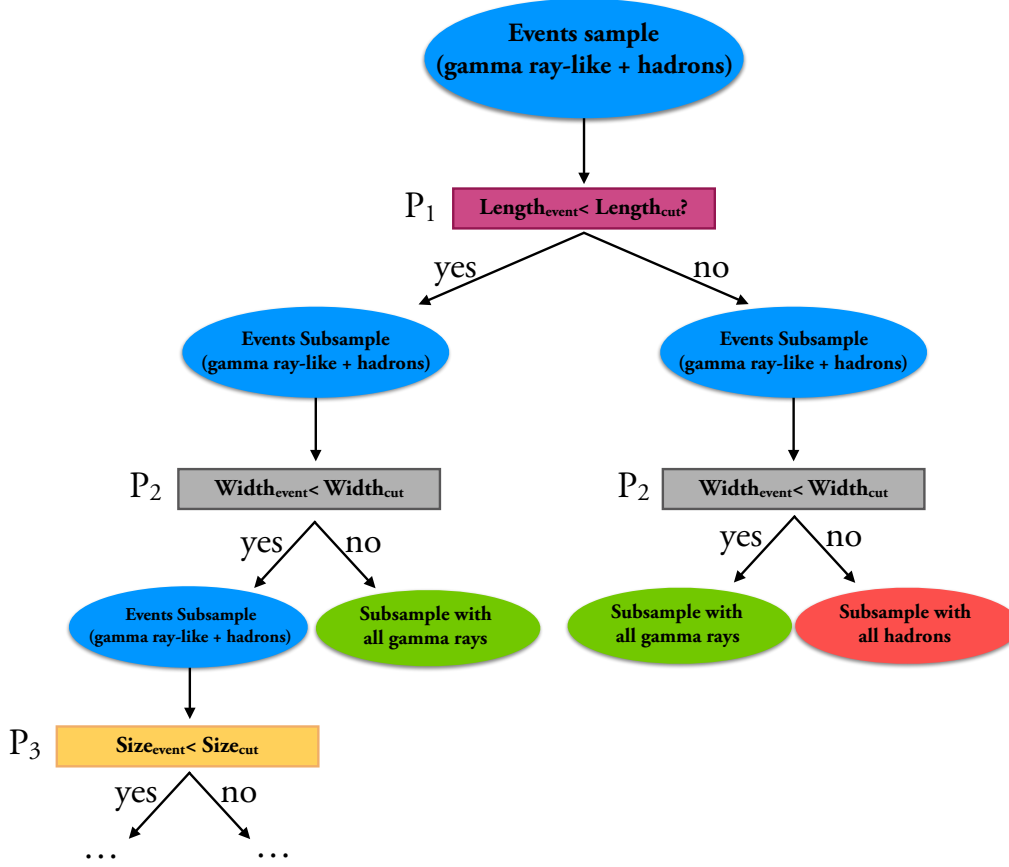 Events sample
(gamma ray-like + hadrons)
P₁
Lengthevent< Lengthcut?
yes
no
Events Subsample
(gamma ray-like + hadrons)
Events Subsample
(gamma ray-like + hadrons)
P₂
Widthevent< Widthcut
P₂
Widthevent< Widthcut
yes
no
yes
no
Events Subsample
(gamma ray-like + hadrons)
Subsample with
all gamma rays
Subsample with
all gamma rays
Subsample with
all hadrons
P₃
Sizeevent< Sizecut
yes
no
...
...